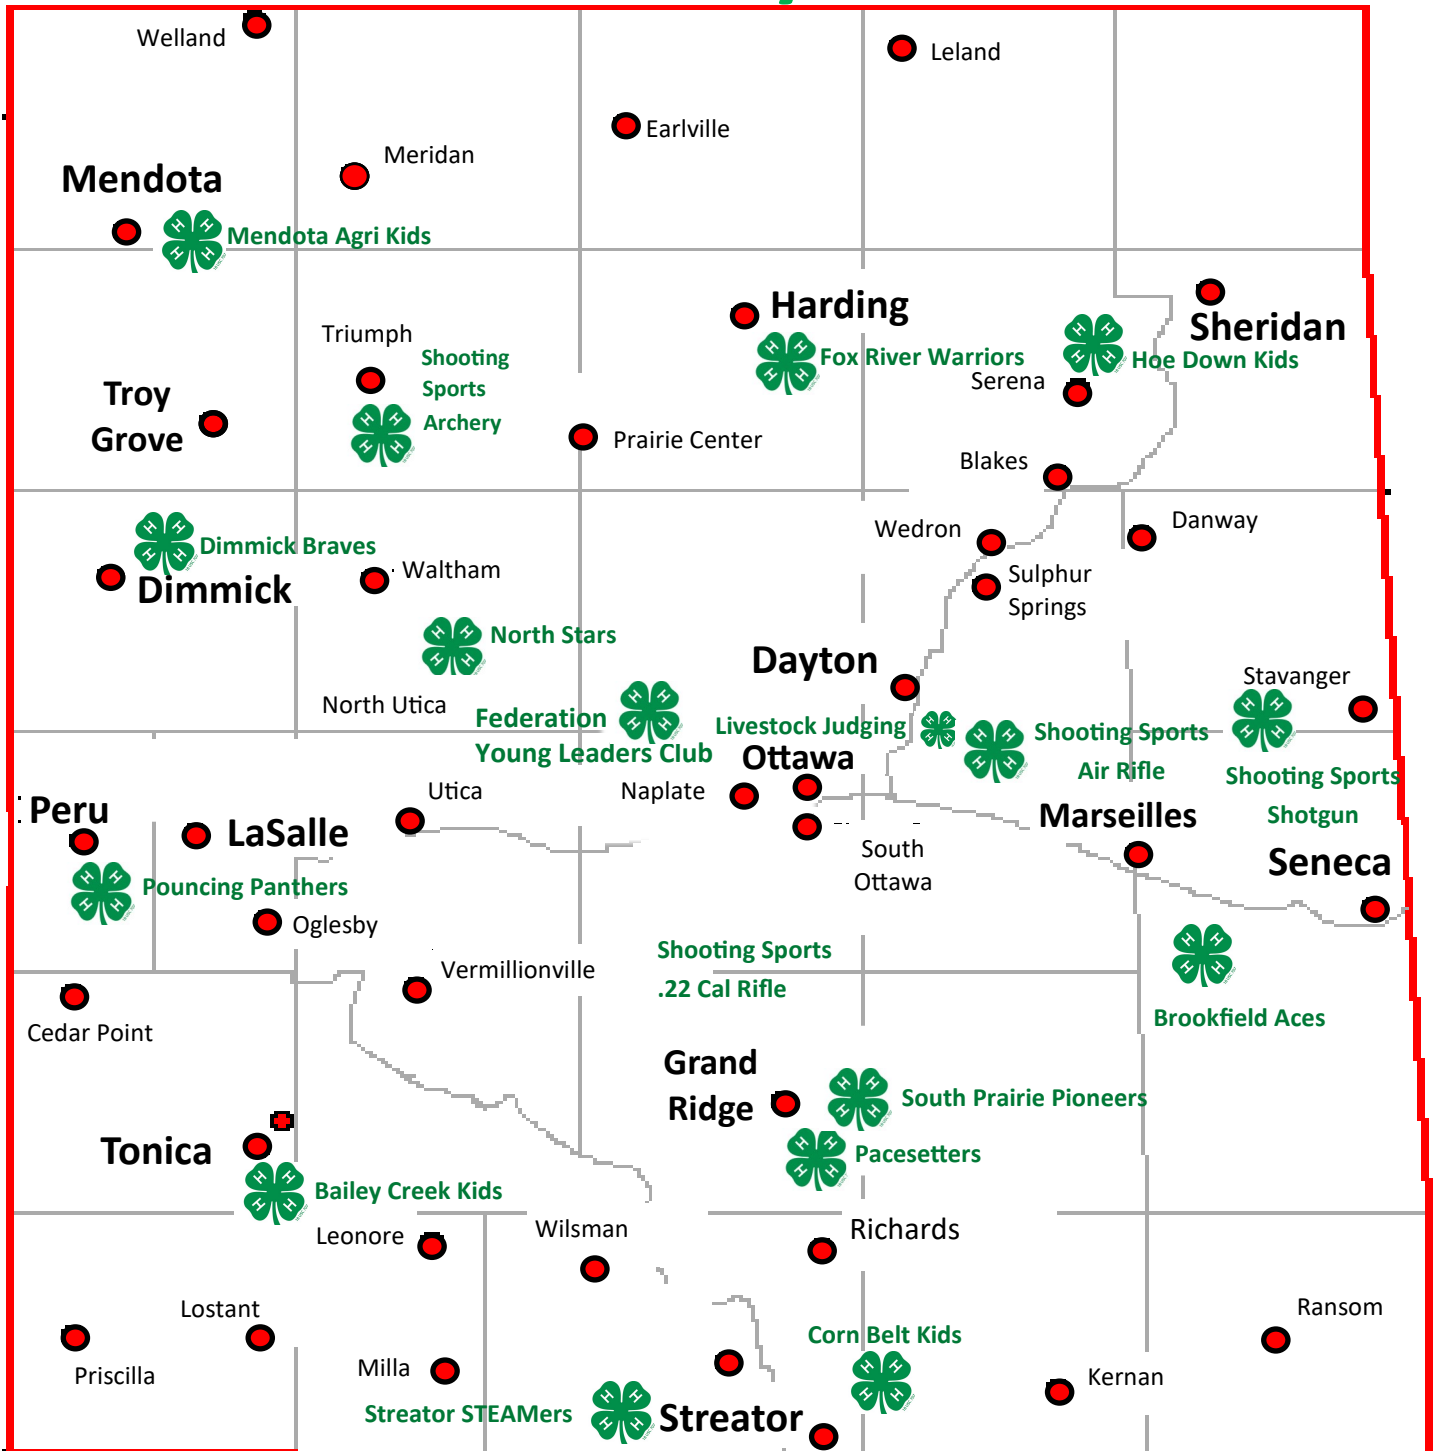 Welland
Leland
Earlville
Meridan
Mendota
Mendota Agri Kids
Harding
Sheridan
Triumph
Shooting
Sports
Archery
Fox River Warriors
Hoe Down Kids
Serena
Troy
Grove
Prairie Center
Blakes
Wedron
Danway
Dimmick Braves
Dimmick
Waltham
Sulphur
Springs
North Stars
Dayton
Stavanger
North Utica
Federation
Young Leaders Club
Livestock Judging
Ottawa
Shooting Sports
Air Rifle
Shooting Sports
Shotgun
Peru
LaSalle
Utica
Naplate
Marseilles
South
Ottawa
Seneca
Pouncing Panthers
Oglesby
Vermillionville
Shooting Sports
.22 Cal Rifle
Cedar Point
Brookfield Aces
Grand
Ridge
South Prairie Pioneers
Pacesetters
Tonica
Bailey Creek Kids
Leonore
Wilsman
Richards
Lostant
Priscilla
Milla
Corn Belt Kids
Ransom
Kernan
Streator STEAMers
Streator